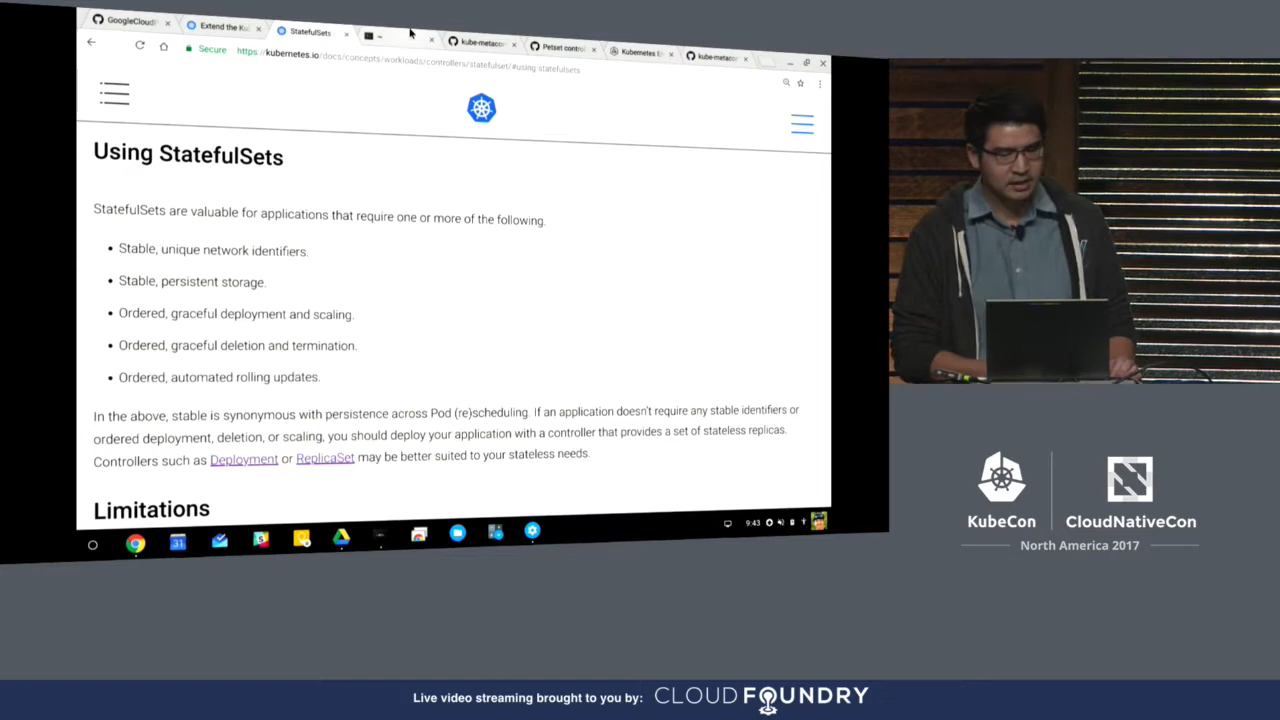 GoogleCloudP
Extend the Ku
StatefulSets
~
kube-metacon
Petset control
Kubernetes
kube-metacon
Secure
https://kubernetes.io/docs/concepts/workloads/controllers/statefulset/#using-statefulsets
Using StatefulSets
StatefulSets are valuable for applications that require one or more of the following.
• Stable, unique network identifiers.
• Stable, persistent storage.
• Ordered, graceful deployment and scaling.
• Ordered, graceful deletion and termination.
• Ordered, automated rolling updates.
In the above, stable is synonymous with persistence across Pod (re)scheduling. If an application doesn't require any stable identifiers or
ordered deployment, deletion, or scaling, you should deploy your application with a controller that provides a set of stateless replicas.
Controllers such as Deployment or ReplicaSet may be better suited to your stateless needs.
Limitations
31
9:43
KubeCon
CloudNativeCon
North America 2017
Live video streaming brought to you by: CLOUD FOUNDRY